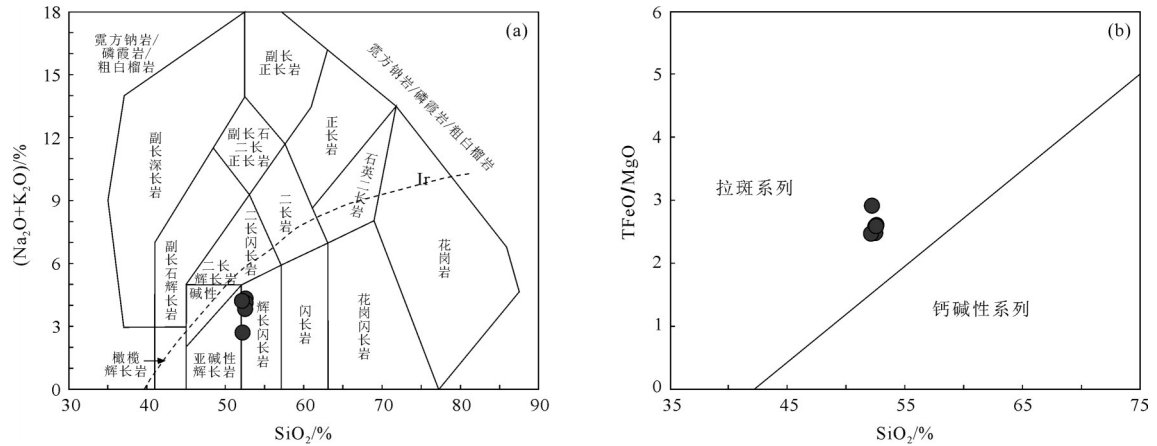 18
15
12
9
6
3
0
(Na₂O+K₂O)/%
(a)
霓方钠岩/
磷霞岩/
粗白榴岩
副长
正长岩
霓方钠岩/磷霞岩/粗白榴岩
副长深长岩
副长石
二长
正长岩
正长岩
石英二长岩
Ir
二长岩
二长闪长岩
二长
辉长岩
碱性
副长石辉长岩
花岗岩
橄榄
辉长岩
亚碱性
辉长岩
辉长闪长岩
闪长岩
花岗闪长岩
30
40
50
60
70
80
90
SiO₂/%
6
5
4
3
2
1
0
TFeO/MgO
(b)
拉斑系列
钙碱性系列
35
45
55
65
75
SiO₂/%